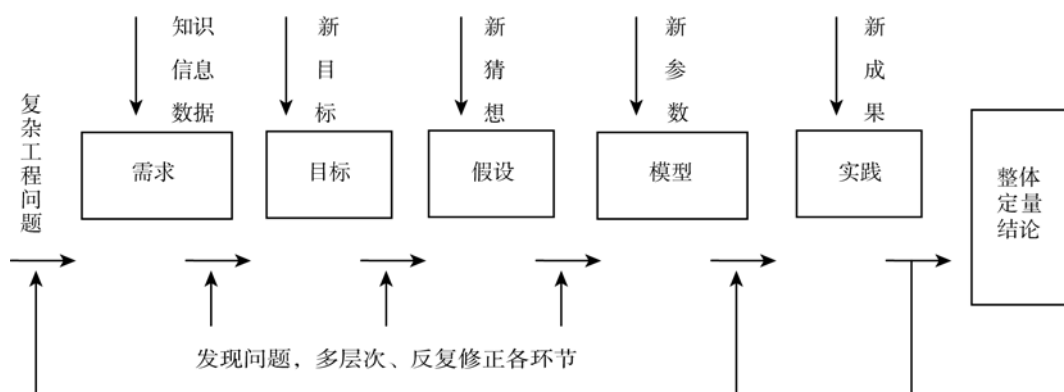 知识
信息
数据
新目标
新猜想
新参数
新成果
复杂工程问题
需求
目标
假设
模型
实践
整体
定量
结论
发现问题，多层次、反复修正各环节